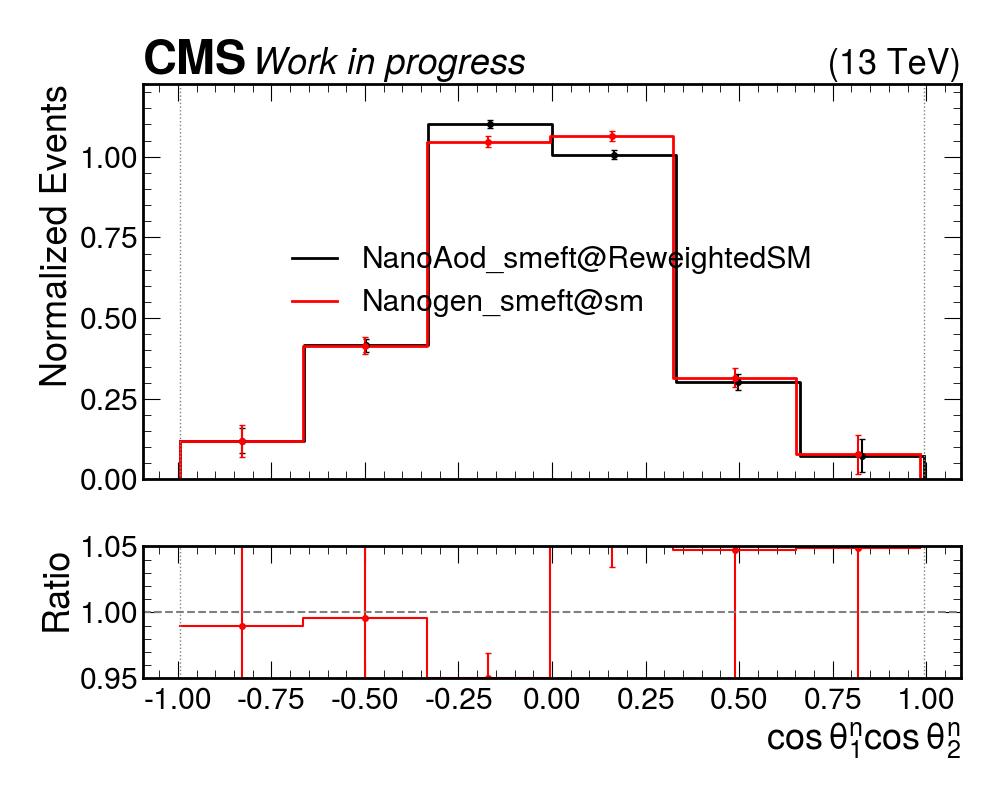 CMS Work in progress (13 TeV)
Normalized Events
1.00
0.75
0.50
0.25
0.00
NanoAod_smeft@ReweightedSM
Nanogen_smeft@sm
Ratio
1.05
1.00
0.95
-1.00 -0.75 -0.50 -0.25 0.00 0.25 0.50 0.75 1.00
cos θ₁ⁿcos θ₂ⁿ